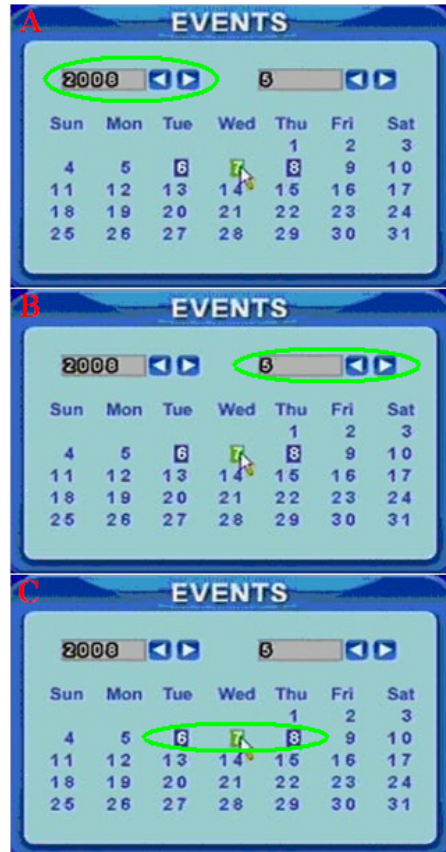 A
EVENTS
2008 5
Sun Mon Tue Wed Thu Fri Sat
1 2 3
4 5 6 7 8 9 10
11 12 13 14 15 16 17
18 19 20 21 22 23 24
25 26 27 28 29 30 31
B
EVENTS
2008 5
Sun Mon Tue Wed Thu Fri Sat
1 2 3
4 5 6 7 8 9 10
11 12 13 14 15 16 17
18 19 20 21 22 23 24
25 26 27 28 29 30 31
C
EVENTS
2008 5
Sun Mon Tue Wed Thu Fri Sat
1 2 3
4 5 6 7 8 9 10
11 12 13 14 15 16 17
18 19 20 21 22 23 24
25 26 27 28 29 30 31